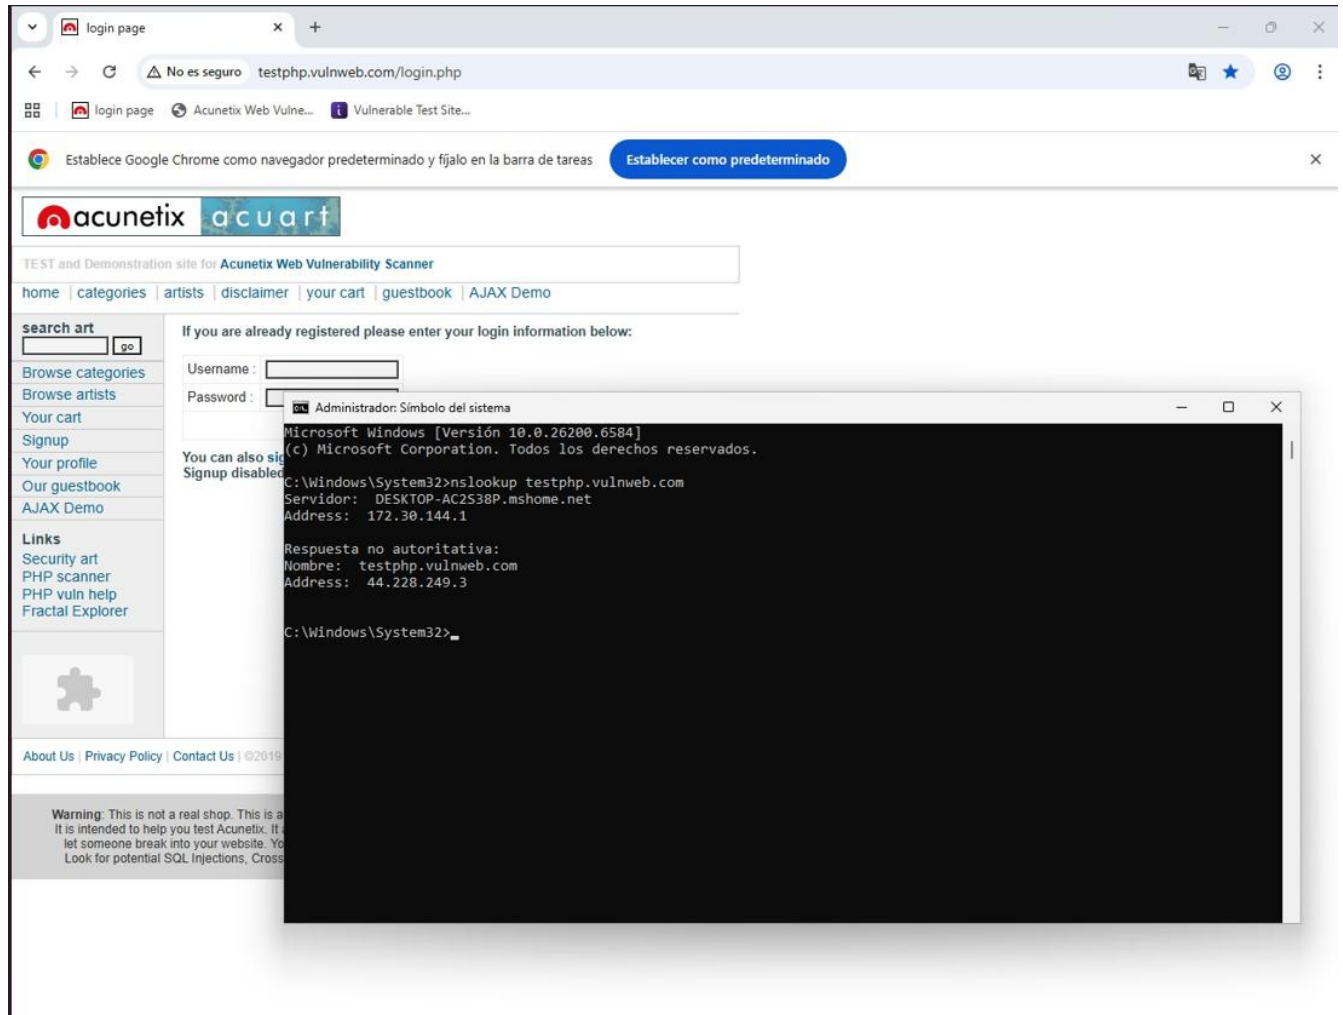 login page
No es seguro testphp.vulnweb.com/login.php
login page Acunetix Web Vulne... Vulnerable Test Site...
Establece Google Chrome como navegador predeterminado y fíjalo en la barra de tareas Establecer como predeterminado
acunetix acuart
TEST and Demonstration site for Acunetix Web Vulnerability Scanner
home | categories | artists | disclaimer | your cart | guestbook | AJAX Demo
search art
go
Browse categories
Browse artists
Your cart
Signup
Your profile
Our guestbook
AJAX Demo
Links
Security art
PHP scanner
PHP vuln help
Fractal Explorer
If you are already registered please enter your login information below:
Username :
Password :
You can also
Signup disabled
About Us | Privacy Policy | Contact Us | ©2019
Warning: This is not a real shop. This is a
It is intended to help you test Acunetix. It
let someone break into your website.
Look for potential SQL Injections, Cross
Administrador: Símbolo del sistema
Microsoft Windows [Versión 10.0.26200.6584]
(c) Microsoft Corporation. Todos los derechos reservados.
C:\Windows\System32>nslookup testphp.vulnweb.com
Servidor: DESKTOP-AC2S38P.mshome.net
Address: 172.30.144.1
Respuesta no autoritativa:
Nombre: testphp.vulnweb.com
Address: 44.228.249.3
C:\Windows\System32>